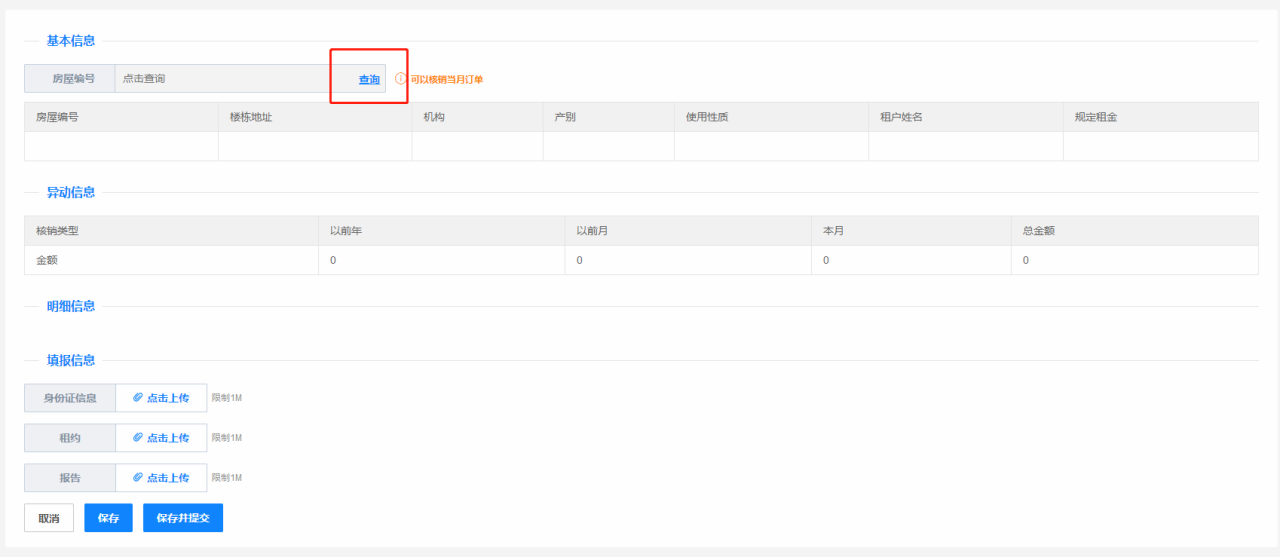 基本信息
房屋编号 点击查询 查询 可以核销当月订单
房屋编号 楼栋地址 机构 产别 使用性质 租户姓名 规定租金
异动信息
核销类型 以前年 以前月 本月 总金额
金额 0 0 0 0
明细信息
填报信息
身份证信息 点击上传 限制1M
租约 点击上传 限制1M
报告 点击上传 限制1M
取消 保存 保存并提交